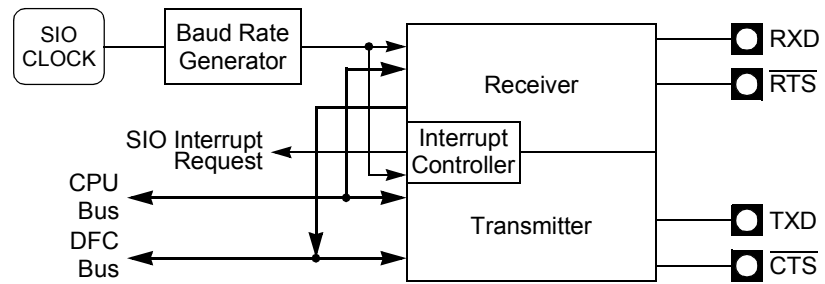 SIO
CLOCK
Baud Rate
Generator
Receiver
RXD
RTS
SIO Interrupt
Request
Interrupt
Controller
CPU
Bus
DFC
Bus
Transmitter
TXD
CTS